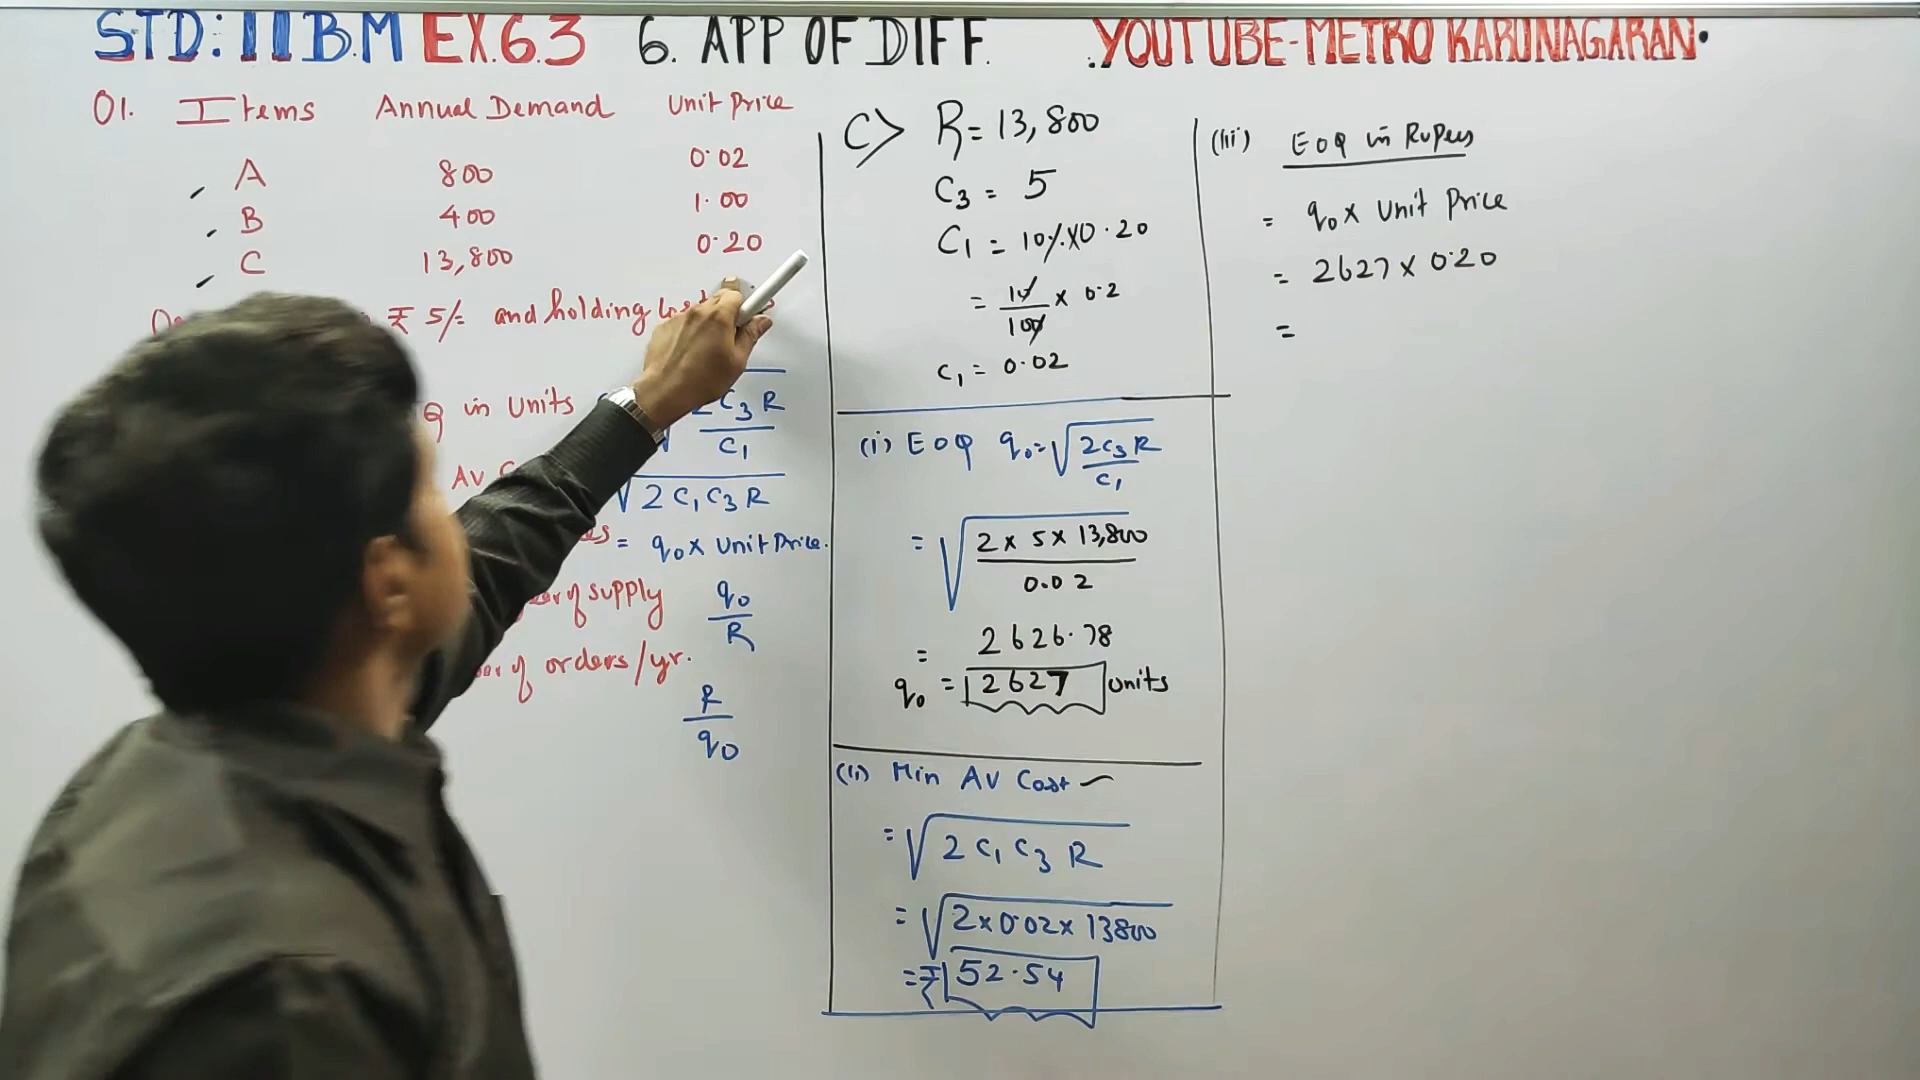 STD: 11 B.M EX.6.3 6. APP OF DIFF. YOUTUBE-METRO KARUNAGARAN.
01. Items Annual Demand Unit Price
A 800 0.02
B 400 1.00
C 13,800 0.20
₹ 5/= and holding
Q in Units
2C3R
C1
Av
√2C1C3R
= q0 x Unit Price.
of supply q0
R
of orders/yr.
R
q0
C> R = 13,800
C3 = 5
C1 = 10% x 0.20
= 10/100 x 0.2
C1 = 0.02
(i) EOQ q0 = √2C3R/C1
= √2 x 5 x 13,800
0.02
= 2626.78
q0 = 2627 units
(ii) Min Av Cost
= √2 C1 C3 R
= √2 x 0.02 x 13800
= ₹ 52.54
(iii) EOQ in Rupees
= q0 x Unit Price
= 2627 x 0.20
=